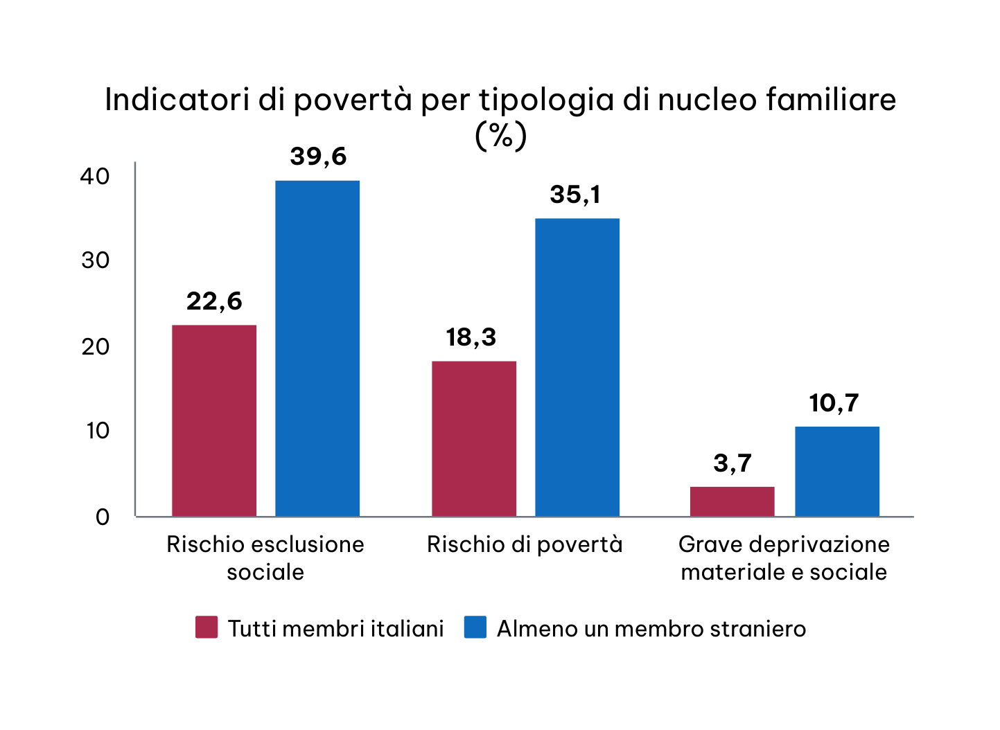 Indicatori di povertà per tipologia di nucleo familiare
(%)
39,6
40
35,1
30
22,6
18,3
20
10,7
10
3,7
0
Rischio esclusione
sociale
Rischio di povertà
Grave deprivazione
materiale e sociale
Tutti membri italiani
Almeno un membro straniero